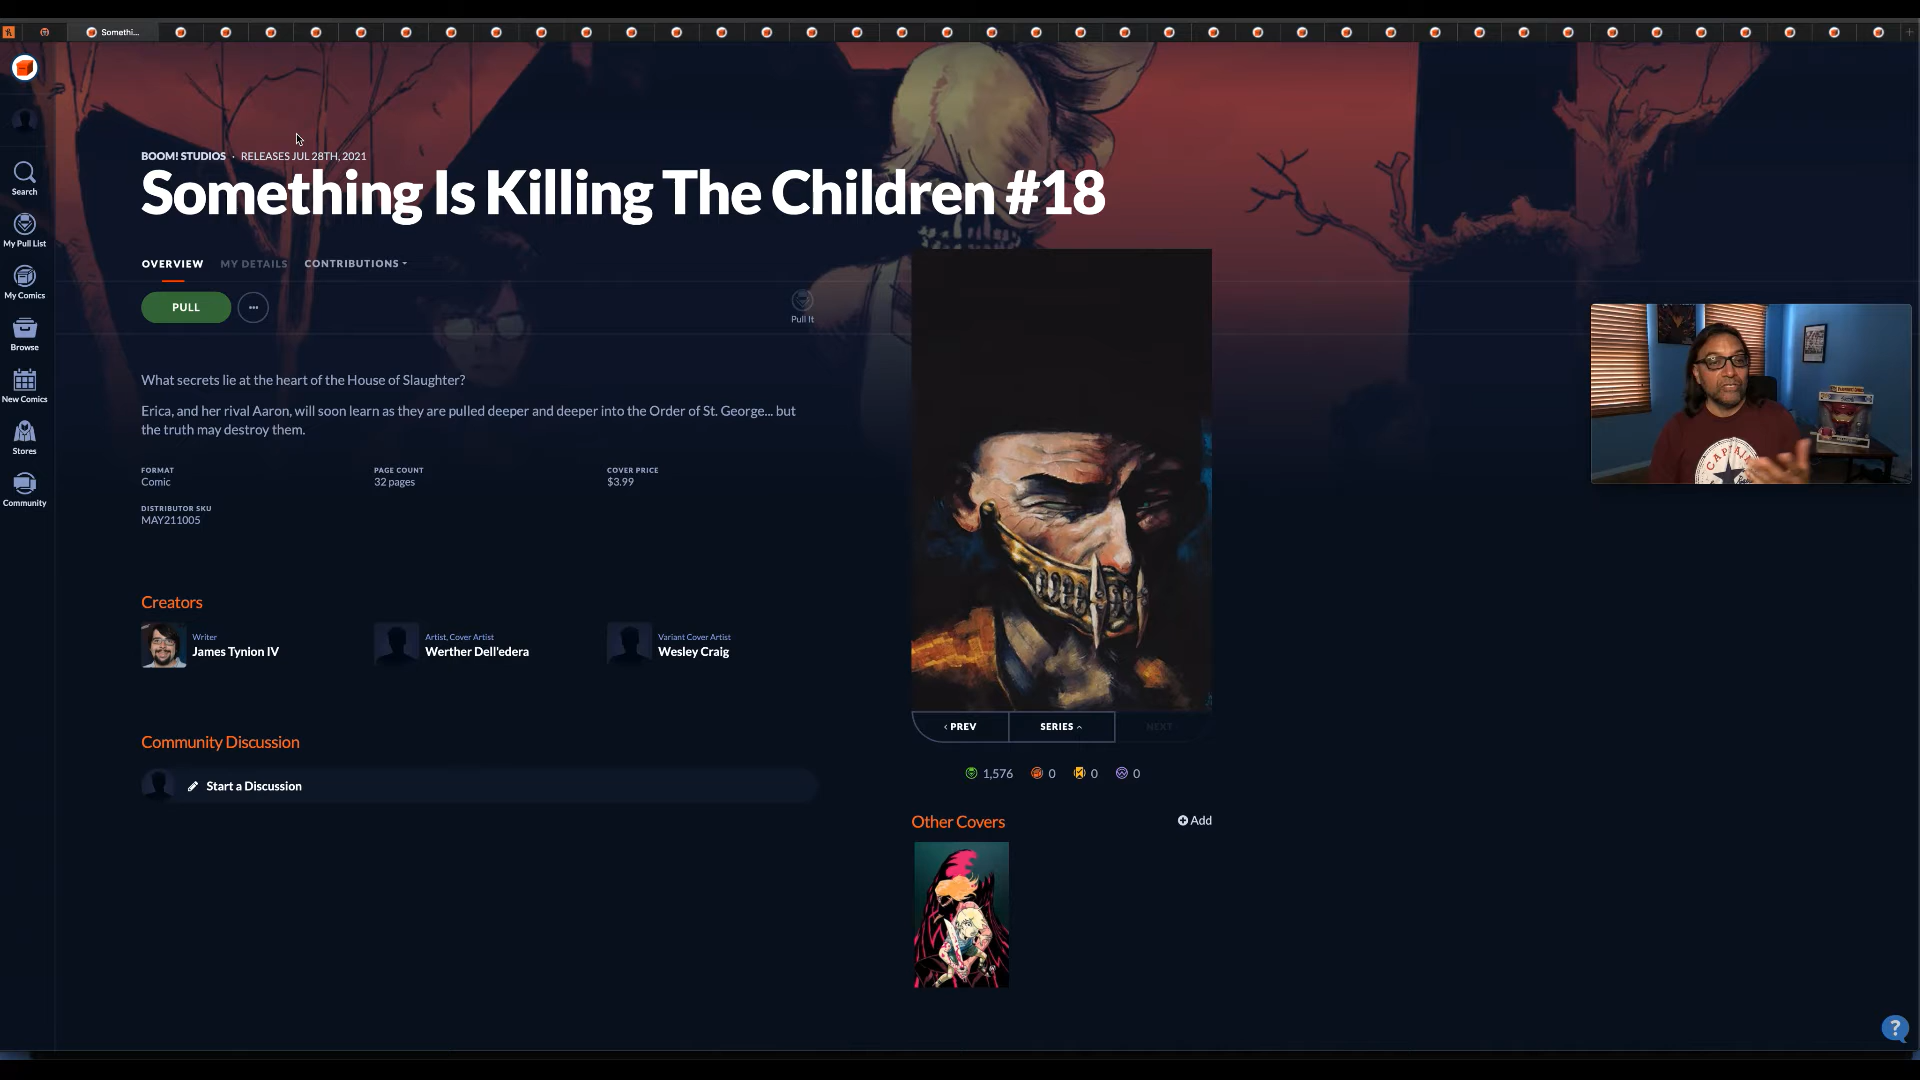 Somethi...
BOOM! STUDIOS · RELEASES JUL 28TH, 2021
Something Is Killing The Children #18
Search
My Pull List
My Comics
Browse
New Comics
Stores
Community
OVERVIEW MY DETAILS CONTRIBUTIONS
PULL
Pull It
What secrets lie at the heart of the House of Slaughter?
Erica, and her rival Aaron, will soon learn as they are pulled deeper and deeper into the Order of St. George... but
the truth may destroy them.
FORMAT
Comic
PAGE COUNT
32 pages
COVER PRICE
$3.99
DISTRIBUTOR SKU
MAY211005
Creators
Writer
James Tynion IV
Artist, Cover Artist
Werther Dell'edera
Variant Cover Artist
Wesley Craig
Community Discussion
Start a Discussion
‹ PREV
SERIES
NEXT
1,576 0 0 0
Other Covers
Add
CAPTAIN
?